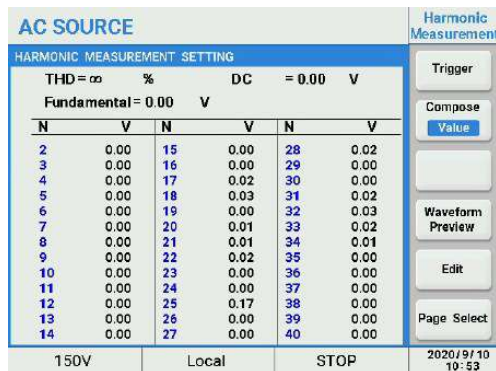 AC SOURCE
Harmonic
Measurement
HARMONIC MEASUREMENT SETTING
THD = ∞ % DC = 0.00 V
Fundamental = 0.00 V
N V N V N V
2 0.00 15 0.00 28 0.02
3 0.00 16 0.00 29 0.00
4 0.00 17 0.02 30 0.00
5 0.00 18 0.03 31 0.02
6 0.00 19 0.00 32 0.03
7 0.00 20 0.01 33 0.02
8 0.00 21 0.01 34 0.01
9 0.00 22 0.02 35 0.00
10 0.00 23 0.00 36 0.00
11 0.00 24 0.00 37 0.00
12 0.00 25 0.17 38 0.00
13 0.00 26 0.00 39 0.00
14 0.00 27 0.00 40 0.00
Trigger
Compose
Value
Waveform
Preview
Edit
Page Select
150V Local STOP
2020/9/10
10:53